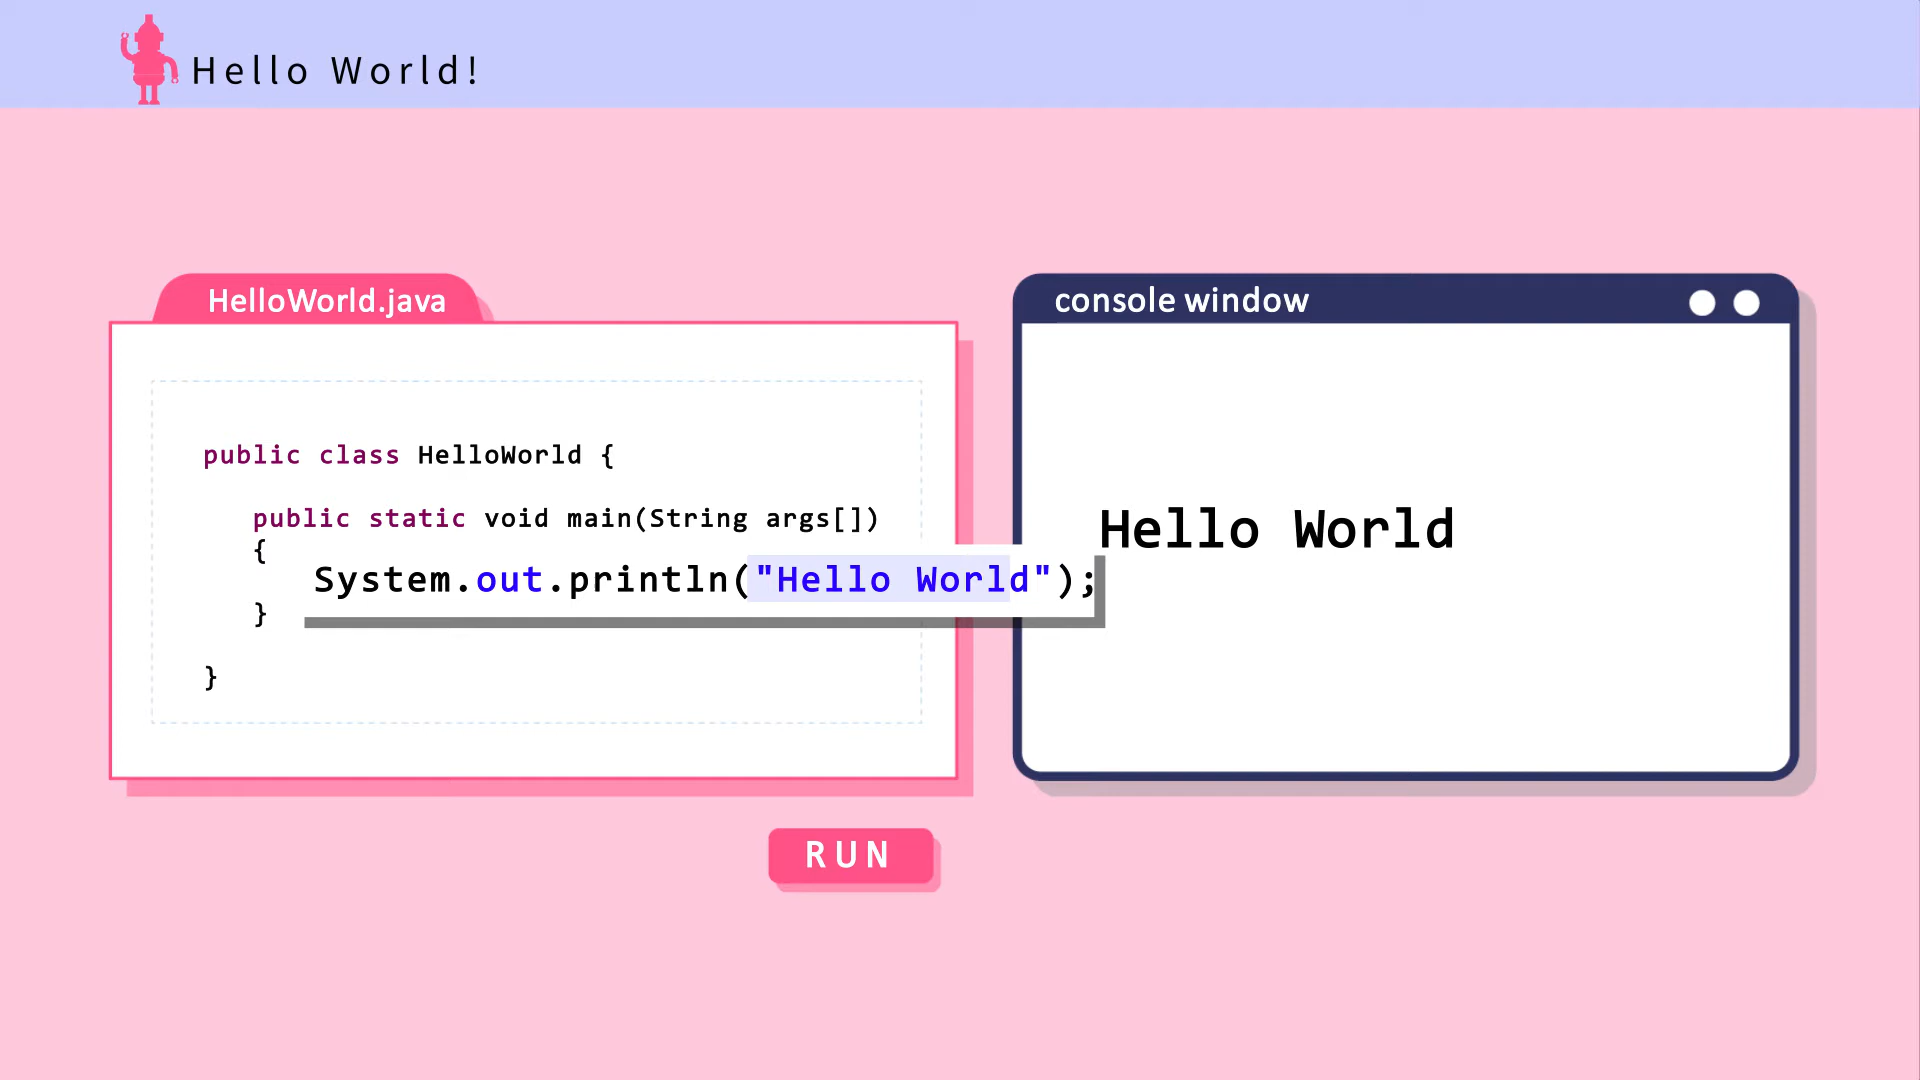 Hello World!
HelloWorld.java
public class HelloWorld {
public static void main(String args[])
{
System.out.println("Hello World");
}
}
console window
Hello World
RUN